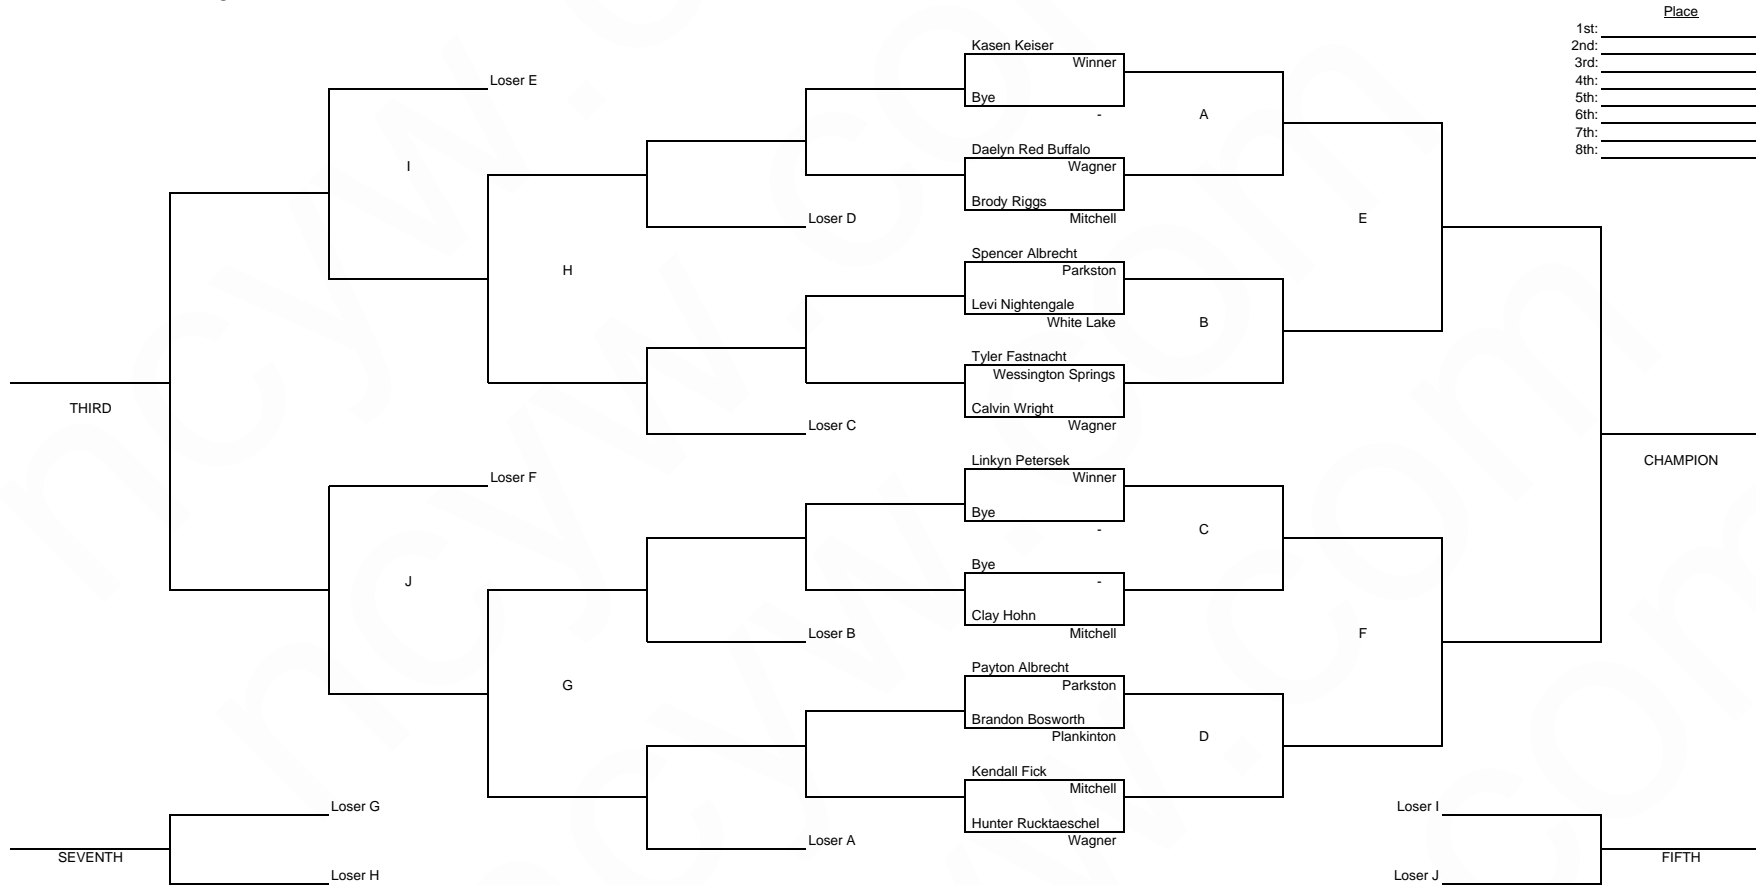 Place
1st:
2nd:
3rd:
4th:
5th:
6th:
7th:
8th:
Kasen Keiser
Winner
Bye
-
A
Daelyn Red Buffalo
Wagner
Brody Riggs
Mitchell
Spencer Albrecht
Parkston
Levi Nightengale
White Lake
B
Tyler Fastnacht
Wessington Springs
Calvin Wright
Wagner
Linkyn Petersek
Winner
Bye
-
C
Bye
-
Clay Hohn
Mitchell
Payton Albrecht
Parkston
Brandon Bosworth
Plankinton
D
Kendall Fick
Mitchell
Hunter Rucktaeschel
Wagner
E
F
CHAMPION
Loser E
I
Loser D
H
Loser C
THIRD
Loser F
J
Loser B
G
Loser A
Loser G
SEVENTH
Loser H
Loser I
FIFTH
Loser J